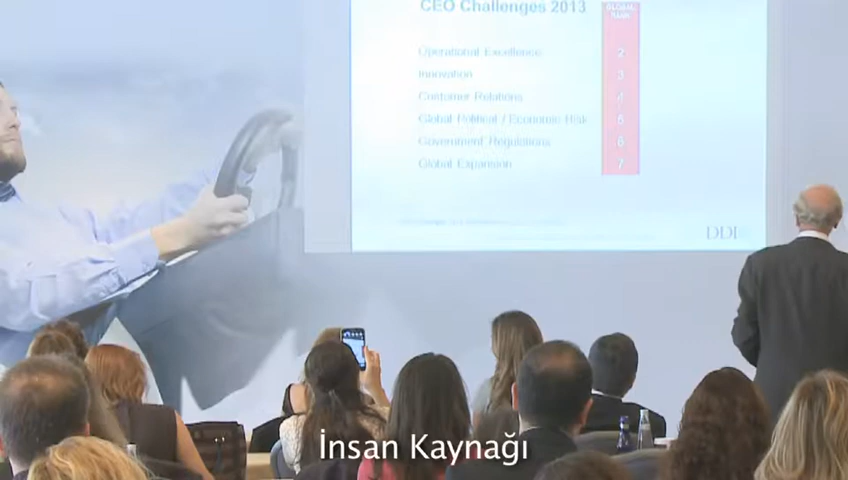 CEO Challenges 2013
GLOBAL
RANK
Operational Excellence 2
Innovation 3
Customer Relations 4
Global Political / Economic Risk 5
Government Regulations 6
Global Expansion 7
DDI
İnsan Kaynağı